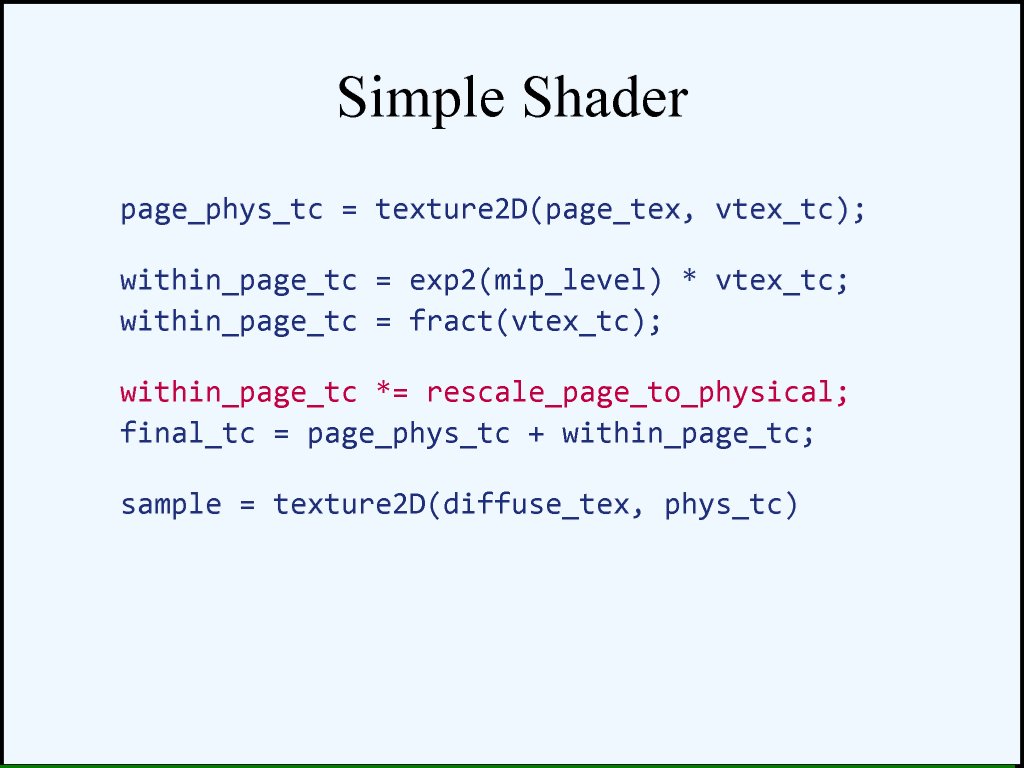 Simple Shader
page_phys_tc = texture2D(page_tex, vtex_tc);
within_page_tc = exp2(mip_level) * vtex_tc;
within_page_tc = fract(vtex_tc);
within_page_tc *= rescale_page_to_physical;
final_tc = page_phys_tc + within_page_tc;
sample = texture2D(diffuse_tex, phys_tc)